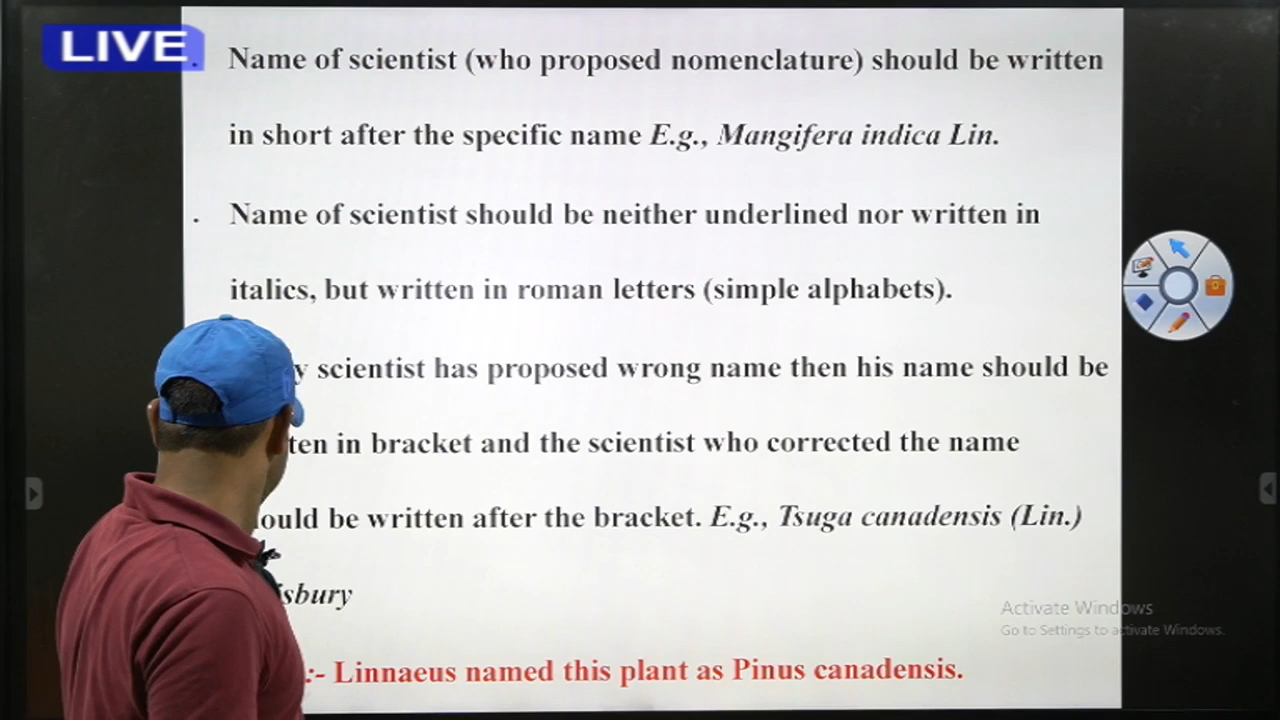 LIVE
Name of scientist (who proposed nomenclature) should be written
in short after the specific name E.g., Mangifera indica Lin.
. Name of scientist should be neither underlined nor written in
italics, but written in roman letters (simple alphabets).
scientist has proposed wrong name then his name should be
in bracket and the scientist who corrected the name
be written after the bracket. E.g., Tsuga canadensis (Lin.)
:- Linnaeus named this plant as Pinus canadensis.
Activate Windows
Go to Settings to activate Windows.